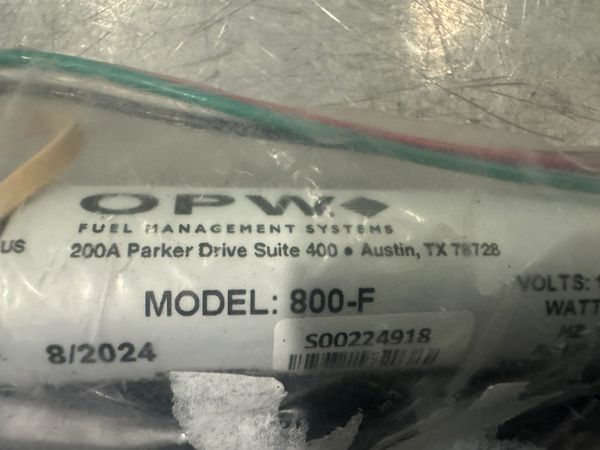 OPW
FUEL MANAGEMENT SYSTEMS
200A Parker Drive Suite 400 • Austin, TX 78728
US
MODEL: 800-F
VOLTS:
WATT
HZ
8/2024
S00224918